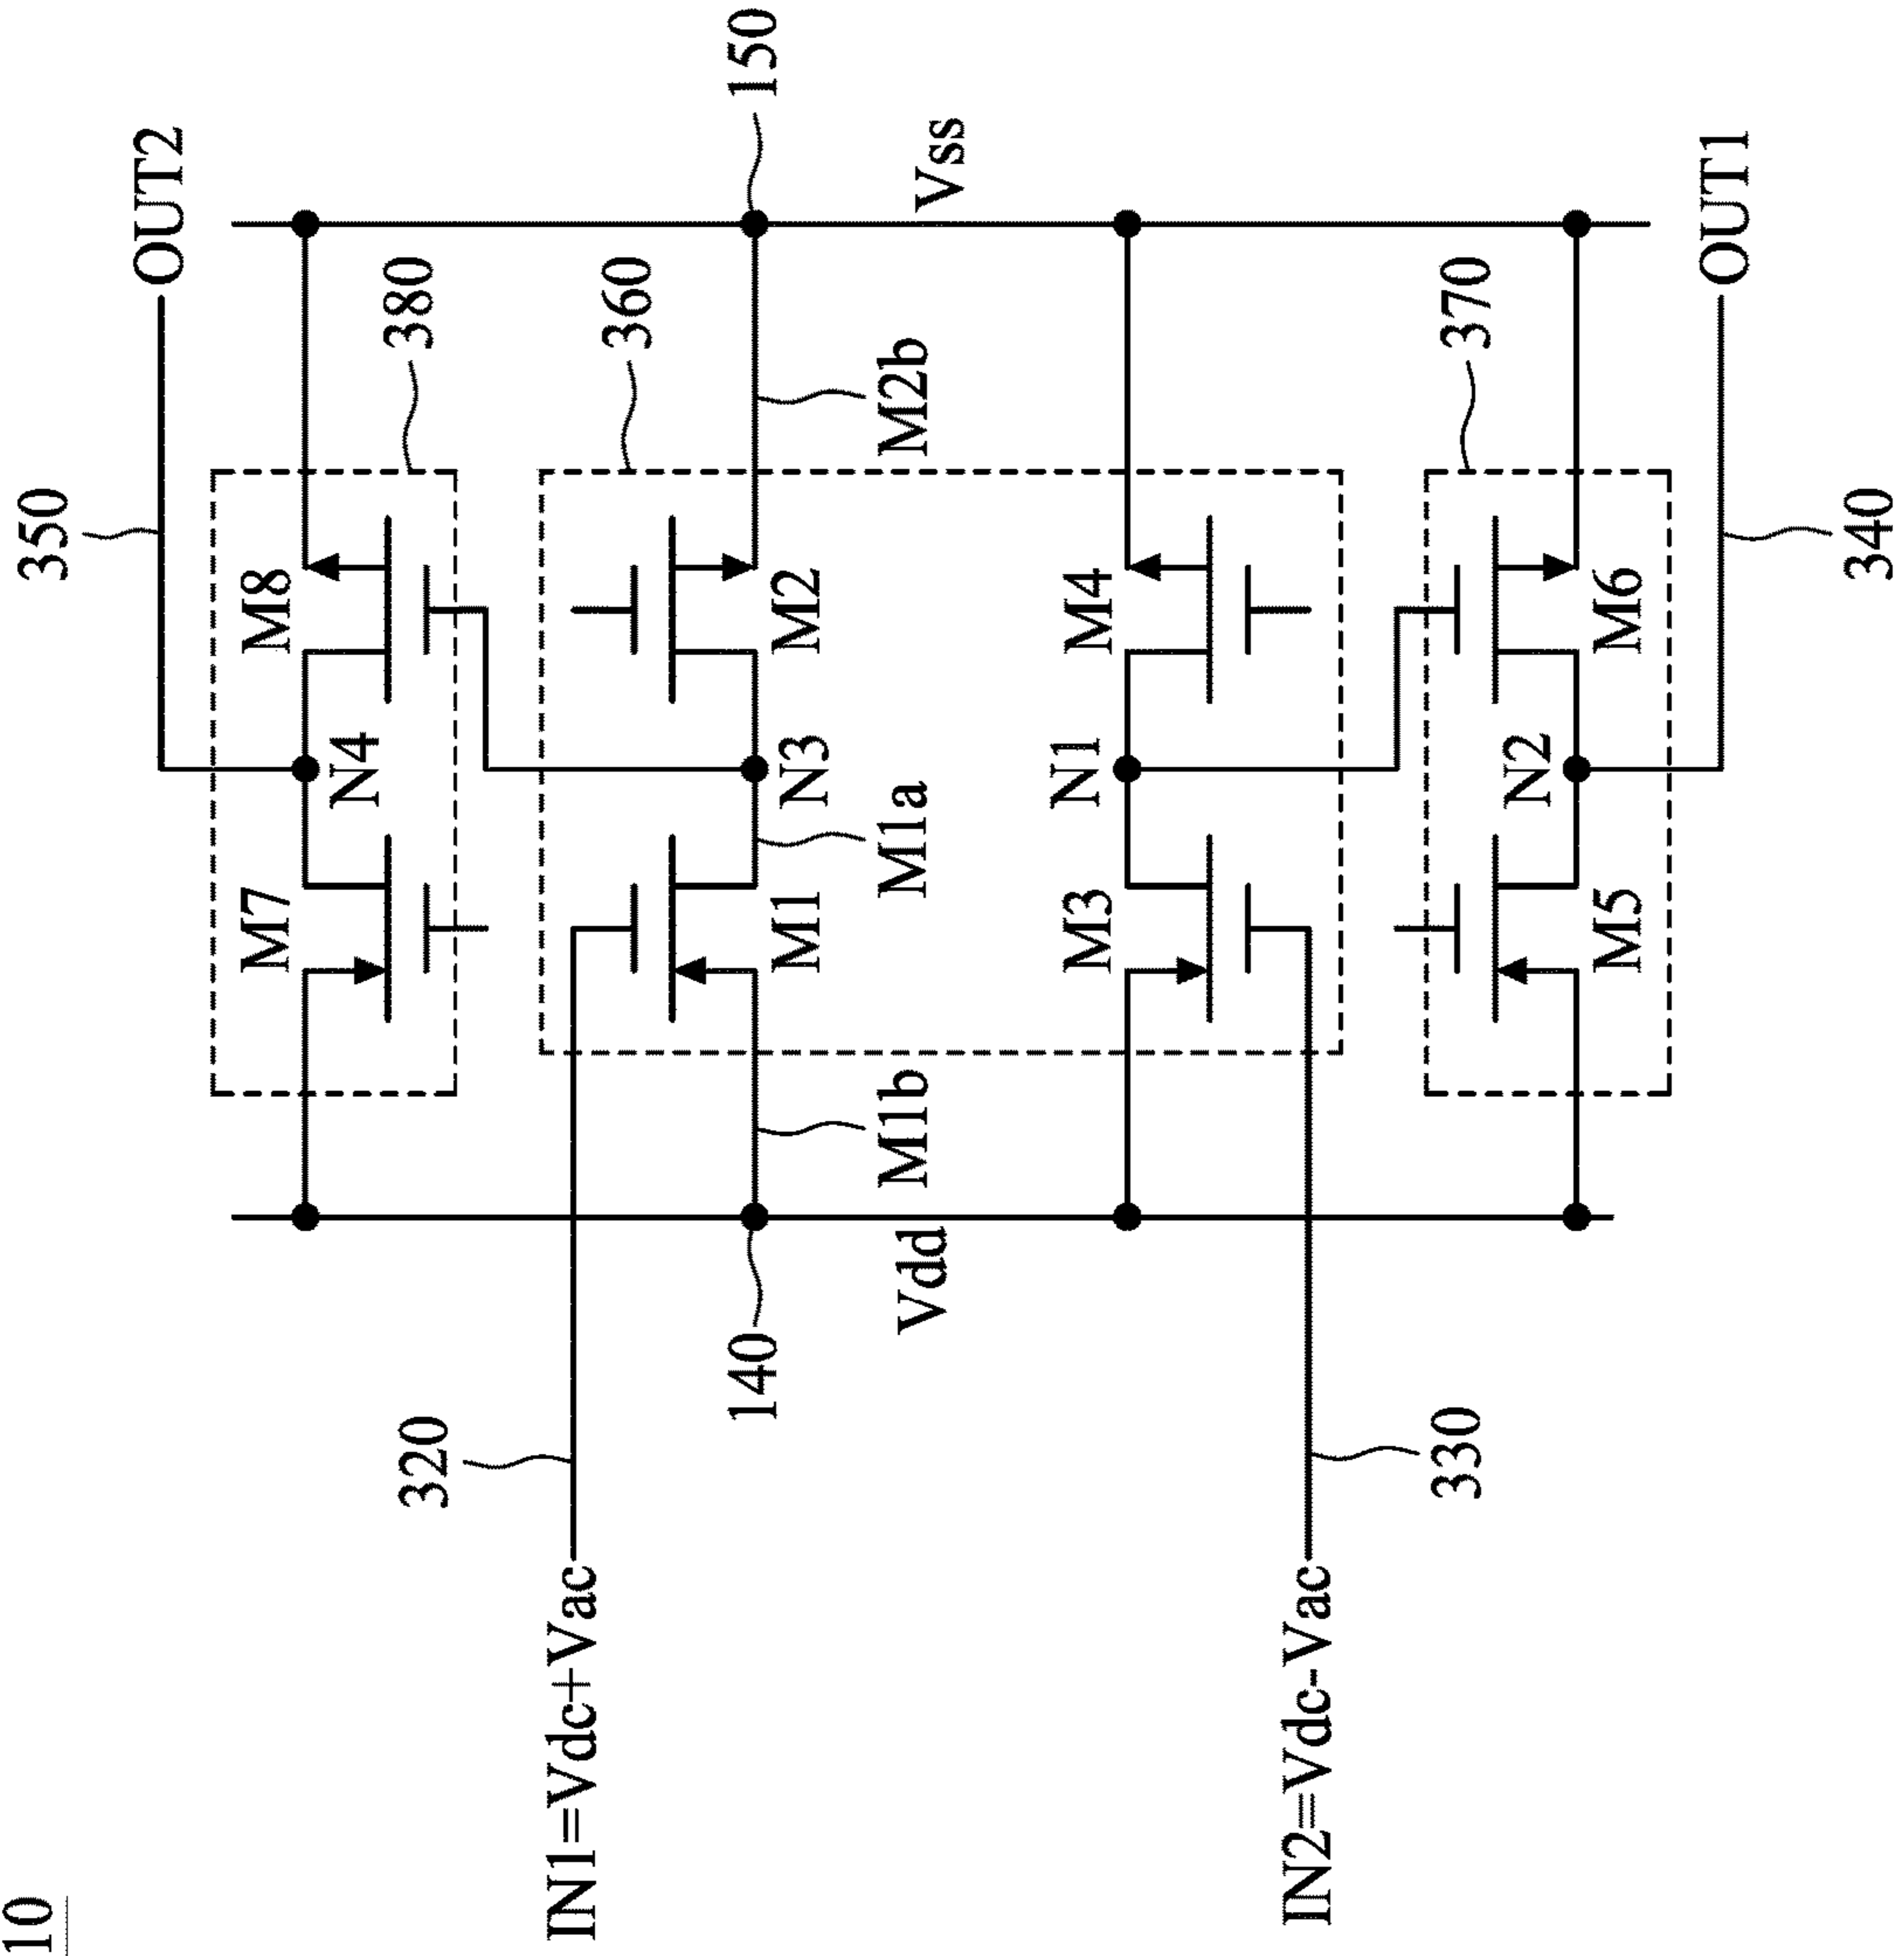 10
350
OUT2
M7
M8
N4
320
380
IN1=Vdc+Vac
360
140
M1
N3
M2
150
Vdd
M1b
M1a
M2b
Vss
M3
N1
M4
IN2=Vdc-Vac
330
370
N2
M5
M6
OUT1
340